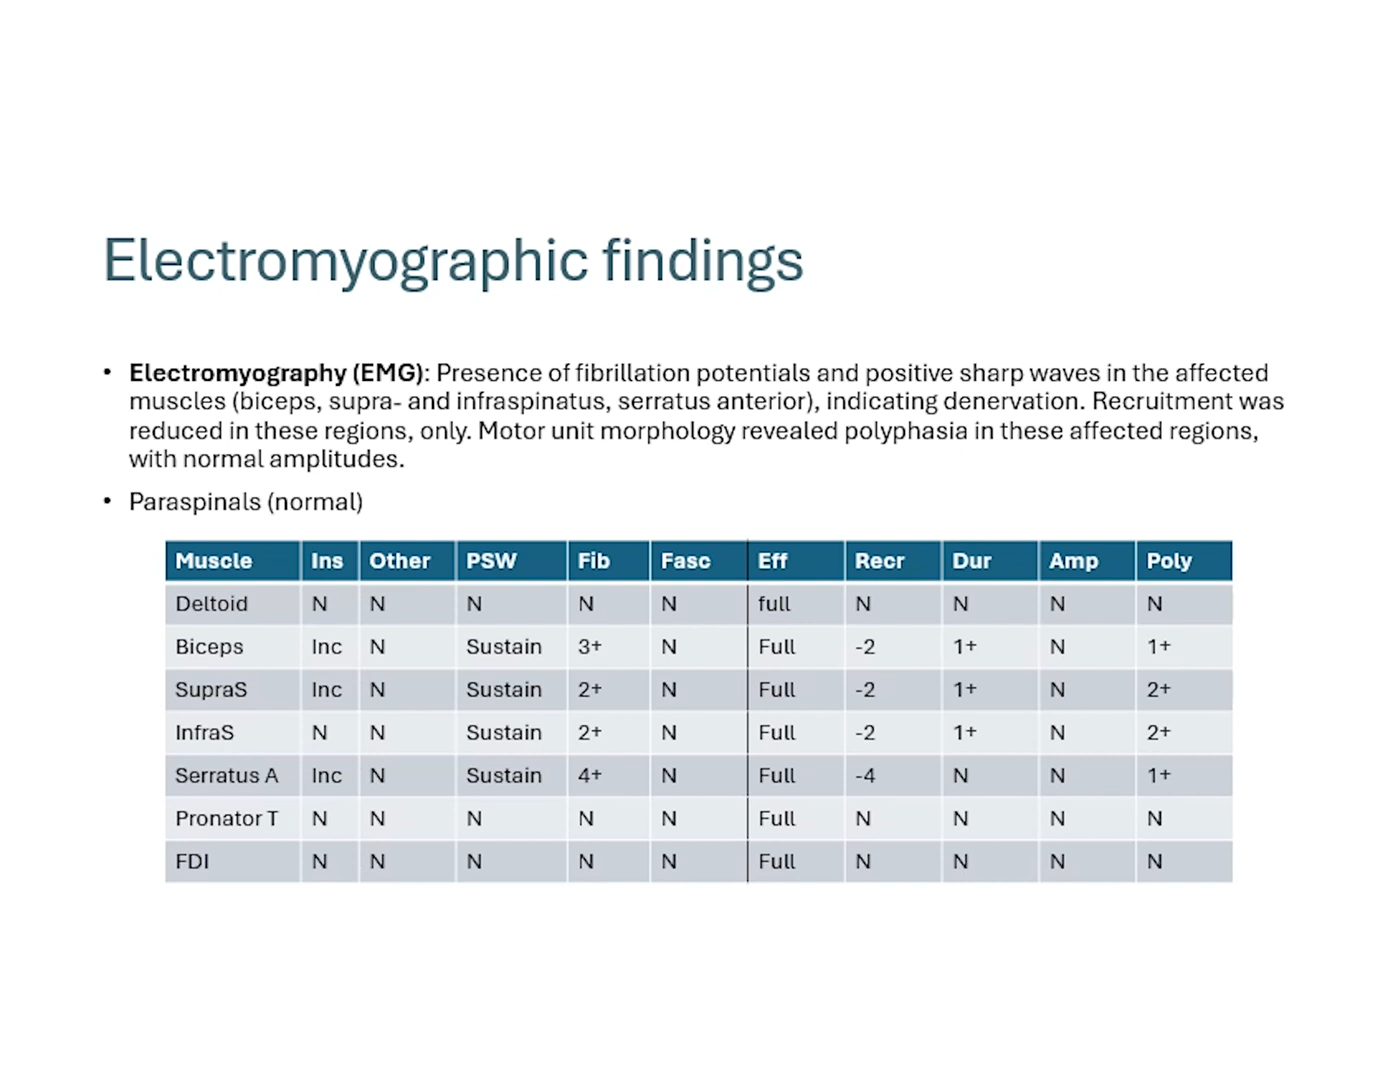 Electromyographic findings
• Electromyography (EMG): Presence of fibrillation potentials and positive sharp waves in the affected
muscles (biceps, supra- and infraspinatus, serratus anterior), indicating denervation. Recruitment was
reduced in these regions, only. Motor unit morphology revealed polyphasia in these affected regions,
with normal amplitudes.
• Paraspinals (normal)
Muscle Ins Other PSW Fib Fasc Eff Recr Dur Amp Poly
Deltoid N N N N N full N N N N
Biceps Inc N Sustain 3+ N Full -2 1+ N 1+
SupraS Inc N Sustain 2+ N Full -2 1+ N 2+
InfraS N N Sustain 2+ N Full -2 1+ N 2+
Serratus A Inc N Sustain 4+ N Full -4 N N 1+
Pronator T N N N N N Full N N N N
FDI N N N N N Full N N N N